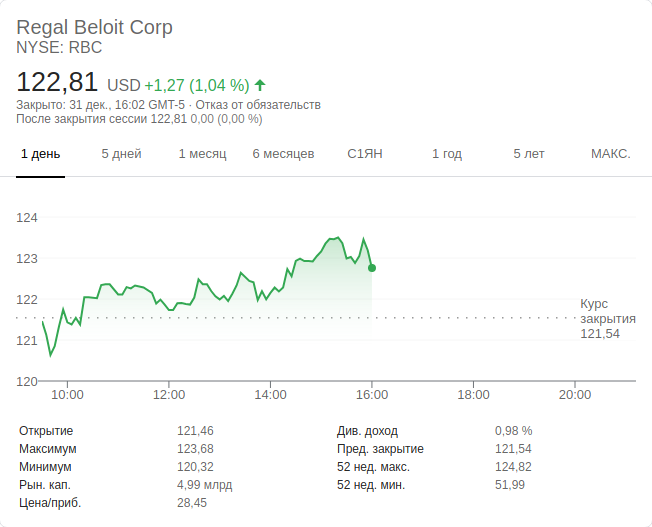 Regal Beloit Corp
NYSE: RBC
122,81 USD +1,27 (1,04 %)
Закрыто: 31 дек., 16:02 GMT-5 · Отказ от обязательств
После закрытия сессии 122,81 0,00 (0,00 %)
1 день 5 дней 1 месяц 6 месяцев С1ЯН 1 год 5 лет МАКС.
124
123
122
121
120
Курс
закрытия
121,54
10:00 12:00 14:00 16:00 18:00 20:00
Открытие 121,46 Див. доход 0,98 %
Максимум 123,68 Пред. закрытие 121,54
Минимум 120,32 52 нед. макс. 124,82
Рын. кап. 4,99 млрд 52 нед. мин. 51,99
Цена/приб. 28,45